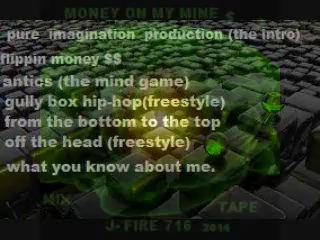 MONEY ON MY MINE $
pure imagination production (the intro)
flippin money $$
antics (the mind game)
gully box hip-hop(freestyle)
from the bottom to the top
off the head (freestyle)
what you know about me.
MIX TAPE
J- FIRE 716 2016